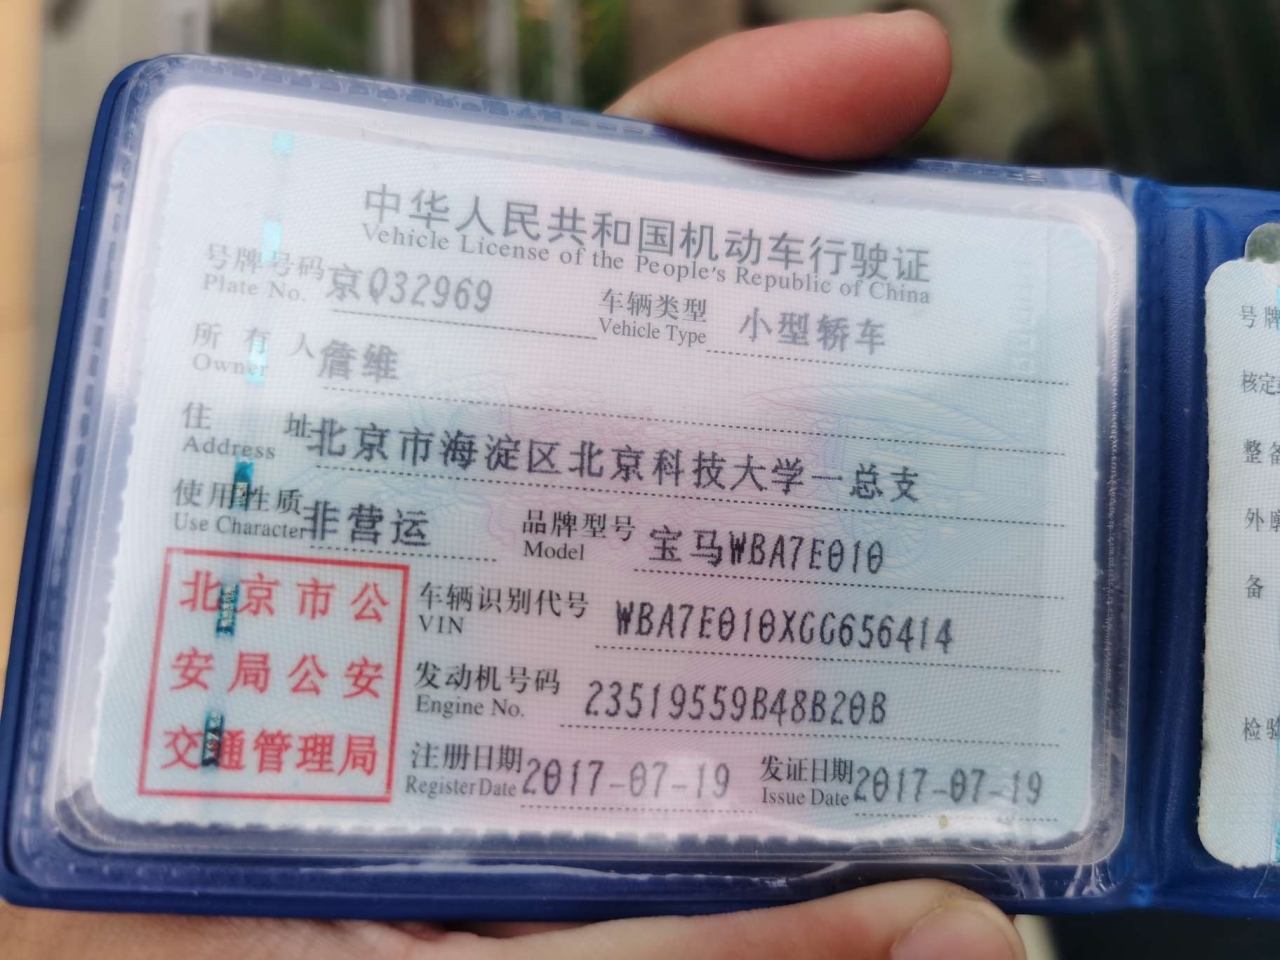 中华人民共和国机动车行驶证
Vehicle License of the People's Republic of China
号牌号码 京Q32969 车辆类型 小型轿车
Plate No. Vehicle Type
所有人 詹维
Owner
住址 北京市海淀区北京科技大学一总支
Address
使用性质 非营运 品牌型号 宝马WBA7E010
Use Character Model
北京市公
安局公安
交通管理局
车辆识别代号 WBA7E010XGG656414
VIN
发动机号码 23519559B48B20B
Engine No.
注册日期 2017-07-19 发证日期 2017-07-19
Register Date Issue Date
号牌
核定
整备
外廓
备
检验